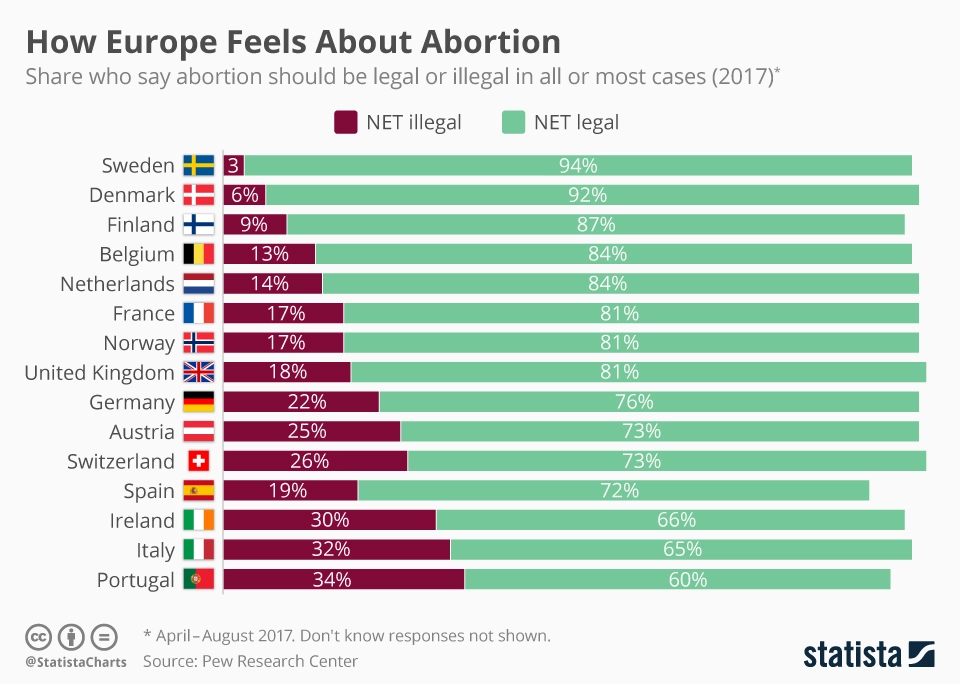 How Europe Feels About Abortion
Share who say abortion should be legal or illegal in all or most cases (2017)*
NET illegal NET legal
Sweden 3 94%
Denmark 6% 92%
Finland 9% 87%
Belgium 13% 84%
Netherlands 14% 84%
France 17% 81%
Norway 17% 81%
United Kingdom 18% 81%
Germany 22% 76%
Austria 25% 73%
Switzerland 26% 73%
Spain 19% 72%
Ireland 30% 66%
Italy 32% 65%
Portugal 34% 60%
* April–August 2017. Don't know responses not shown.
cc
@StatistaCharts Source: Pew Research Center
statista